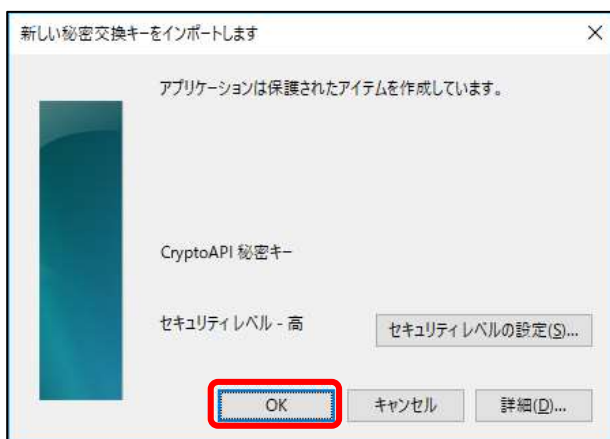 新しい秘密交換キーをインポートします
アプリケーションは保護されたアイテムを作成しています。
CryptoAPI 秘密キー
セキュリティ レベル - 高
セキュリティ レベルの設定(S)...
OK
キャンセル
詳細(D)...